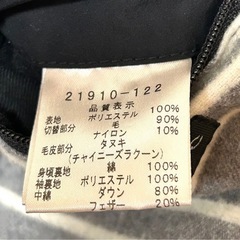 21910-122
品質表示
表地 ポリエステル 100%
切替部分 毛 90%
ナイロン 10%
毛皮部分 タヌキ
(チャイニーズラクーン)
身頃裏地 綿 100%
袖裏地 ポリエステル 100%
中綿 ダウン 80%
フェザー 20%